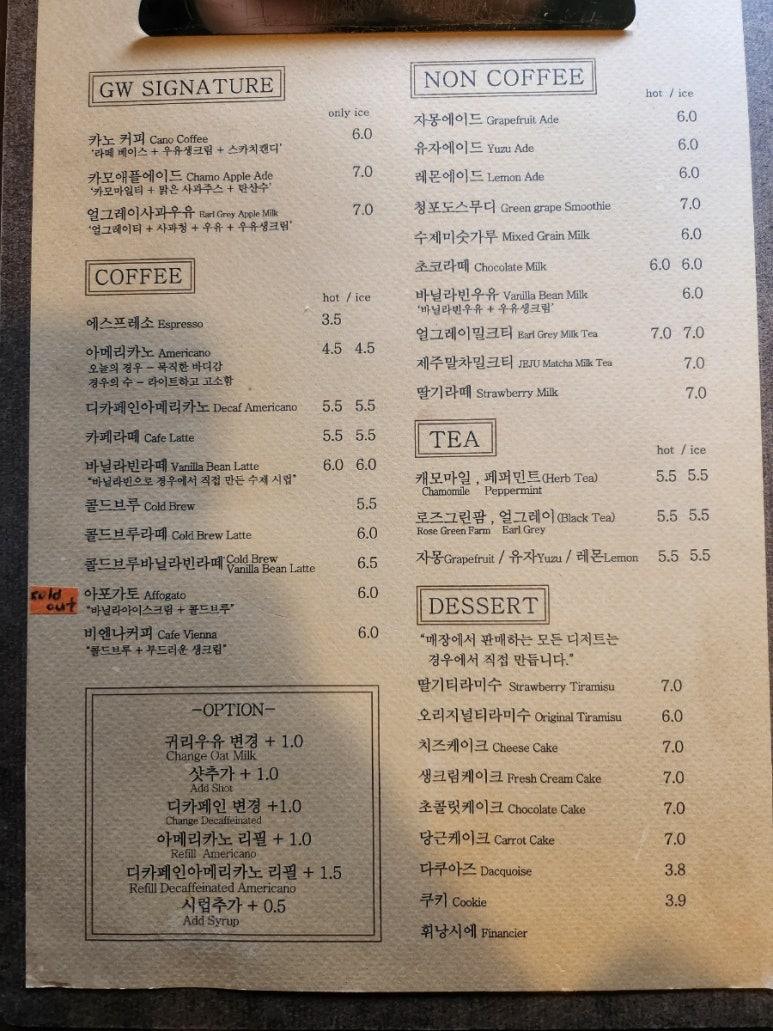 GW SIGNATURE
only ice
카노 커피 Cano Coffee 6.0
'라떼 베이스 + 우유생크림 + 스카치캔디'
카모애플에이드 Chamo Apple Ade 7.0
'카모마일티 + 맑은 사과주스 + 탄산수'
얼그레이사과우유 Earl Grey Apple Milk 7.0
'얼그레이티 + 사과청 + 우유 + 우유생크림'
COFFEE
hot / ice
에스프레소 Espresso 3.5
아메리카노 Americano 4.5 4.5
오늘의 경우 - 묵직한 바디감
경우의 수 - 라이트하고 고소함
디카페인아메리카노 Decaf Americano 5.5 5.5
카페라떼 Cafe Latte 5.5 5.5
바닐라빈라떼 Vanilla Bean Latte 6.0 6.0
"바닐라빈으로 경우에서 직접 만든 수제 시럽"
콜드브루 Cold Brew 5.5
콜드브루라떼 Cold Brew Latte 6.0
콜드브루바닐라빈라떼 Cold Brew
Vanilla Bean Latte 6.5
sold
out
아포가토 Affogato 6.0
"바닐라아이스크림 + 콜드브루"
비엔나커피 Cafe Vienna 6.0
"콜드브루 + 부드러운 생크림"
-OPTION-
귀리우유 변경 + 1.0
Change Oat Milk
샷추가 + 1.0
Add Shot
디카페인 변경 +1.0
Change Decaffeinated
아메리카노 리필 + 1.0
Refill Americano
디카페인아메리카노 리필 + 1.5
Refill Decaffeinated Americano
시럽추가 + 0.5
Add Syrup
NON COFFEE
hot / ice
자몽에이드 Grapefruit Ade 6.0
유자에이드 Yuzu Ade 6.0
레몬에이드 Lemon Ade 6.0
청포도스무디 Green grape Smoothie 7.0
수제미숫가루 Mixed Grain Milk 6.0
초코라떼 Chocolate Milk 6.0 6.0
바닐라빈우유 Vanilla Bean Milk 6.0
'바닐라빈우유 + 우유생크림'
얼그레이밀크티 Earl Grey Milk Tea 7.0 7.0
제주말차밀크티 JEJU Matcha Milk Tea 7.0
딸기라떼 Strawberry Milk 7.0
TEA
hot / ice
캐모마일 , 페퍼민트 (Herb Tea) 5.5 5.5
Chamomile Peppermint
로즈그린팜 , 얼그레이 (Black Tea) 5.5 5.5
Rose Green Farm Earl Grey
자몽Grapefruit / 유자Yuzu / 레몬Lemon 5.5 5.5
DESSERT
"매장에서 판매하는 모든 디저트는
경우에서 직접 만듭니다."
딸기티라미수 Strawberry Tiramisu 7.0
오리지널티라미수 Original Tiramisu 6.0
치즈케이크 Cheese Cake 7.0
생크림케이크 Fresh Cream Cake 7.0
초콜릿케이크 Chocolate Cake 7.0
당근케이크 Carrot Cake 7.0
다쿠아즈 Dacquoise 3.8
쿠키 Cookie 3.9
휘낭시에 Financier